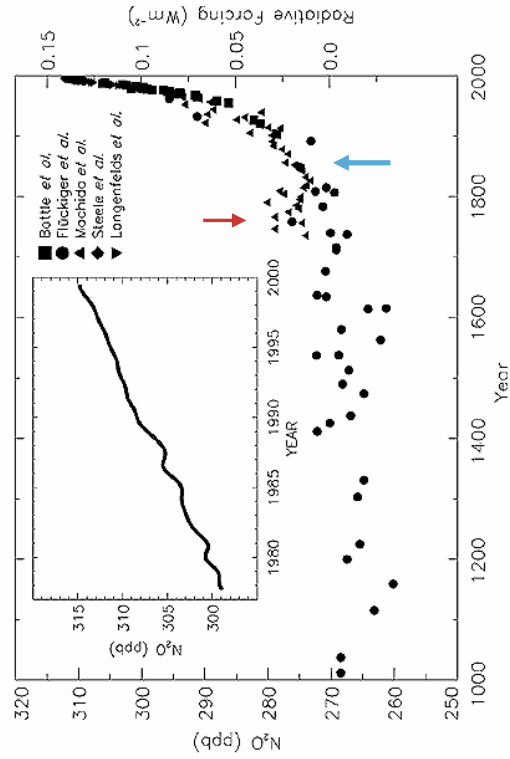 Radiative Forcing (Wm⁻²)
0.15
0.1
0.05
0.0
320
310
300
290
280
270
260
250
N₂O (ppb)
1000
1200
1400
1600
1800
2000
Year
Battle et al.
Flückiger et al.
Machida et al.
Steele et al.
Langenfelds et al.
315
310
305
300
N₂O (ppb)
1980
1985
1990
1995
2000
YEAR